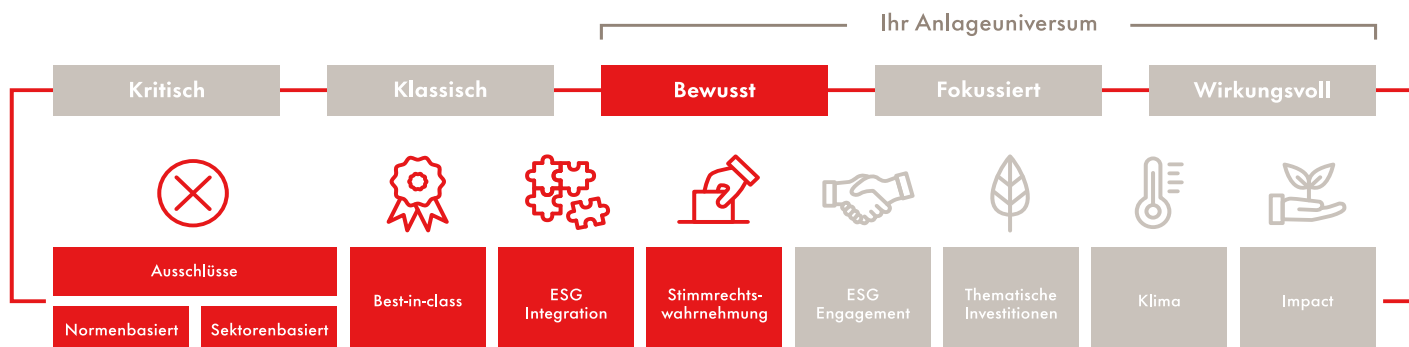 Ihr Anlageuniversum
Kritisch
Klassisch
Bewusst
Fokussiert
Wirkungsvoll
Ausschlüsse
Normenbasiert
Sektorenbasiert
Best-in-class
ESG
Integration
Stimmrechts-
wahrnehmung
ESG
Engagement
Thematische
Investitionen
Klima
Impact